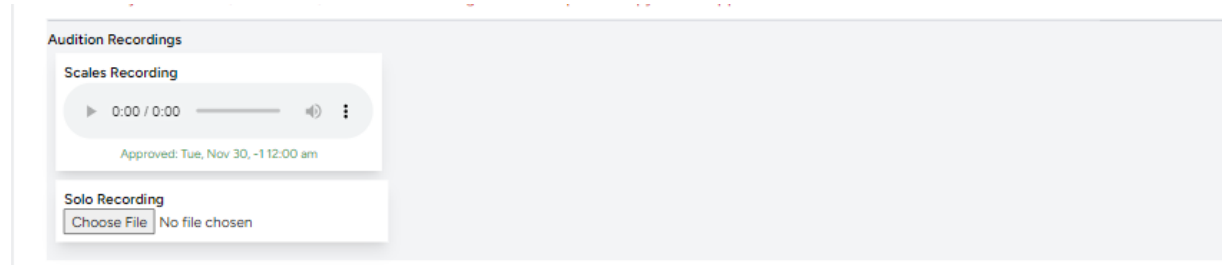 Audition Recordings
Scales Recording
0:00 / 0:00
Approved: Tue, Nov 30, -1 12:00 am
Solo Recording
Choose File No file chosen